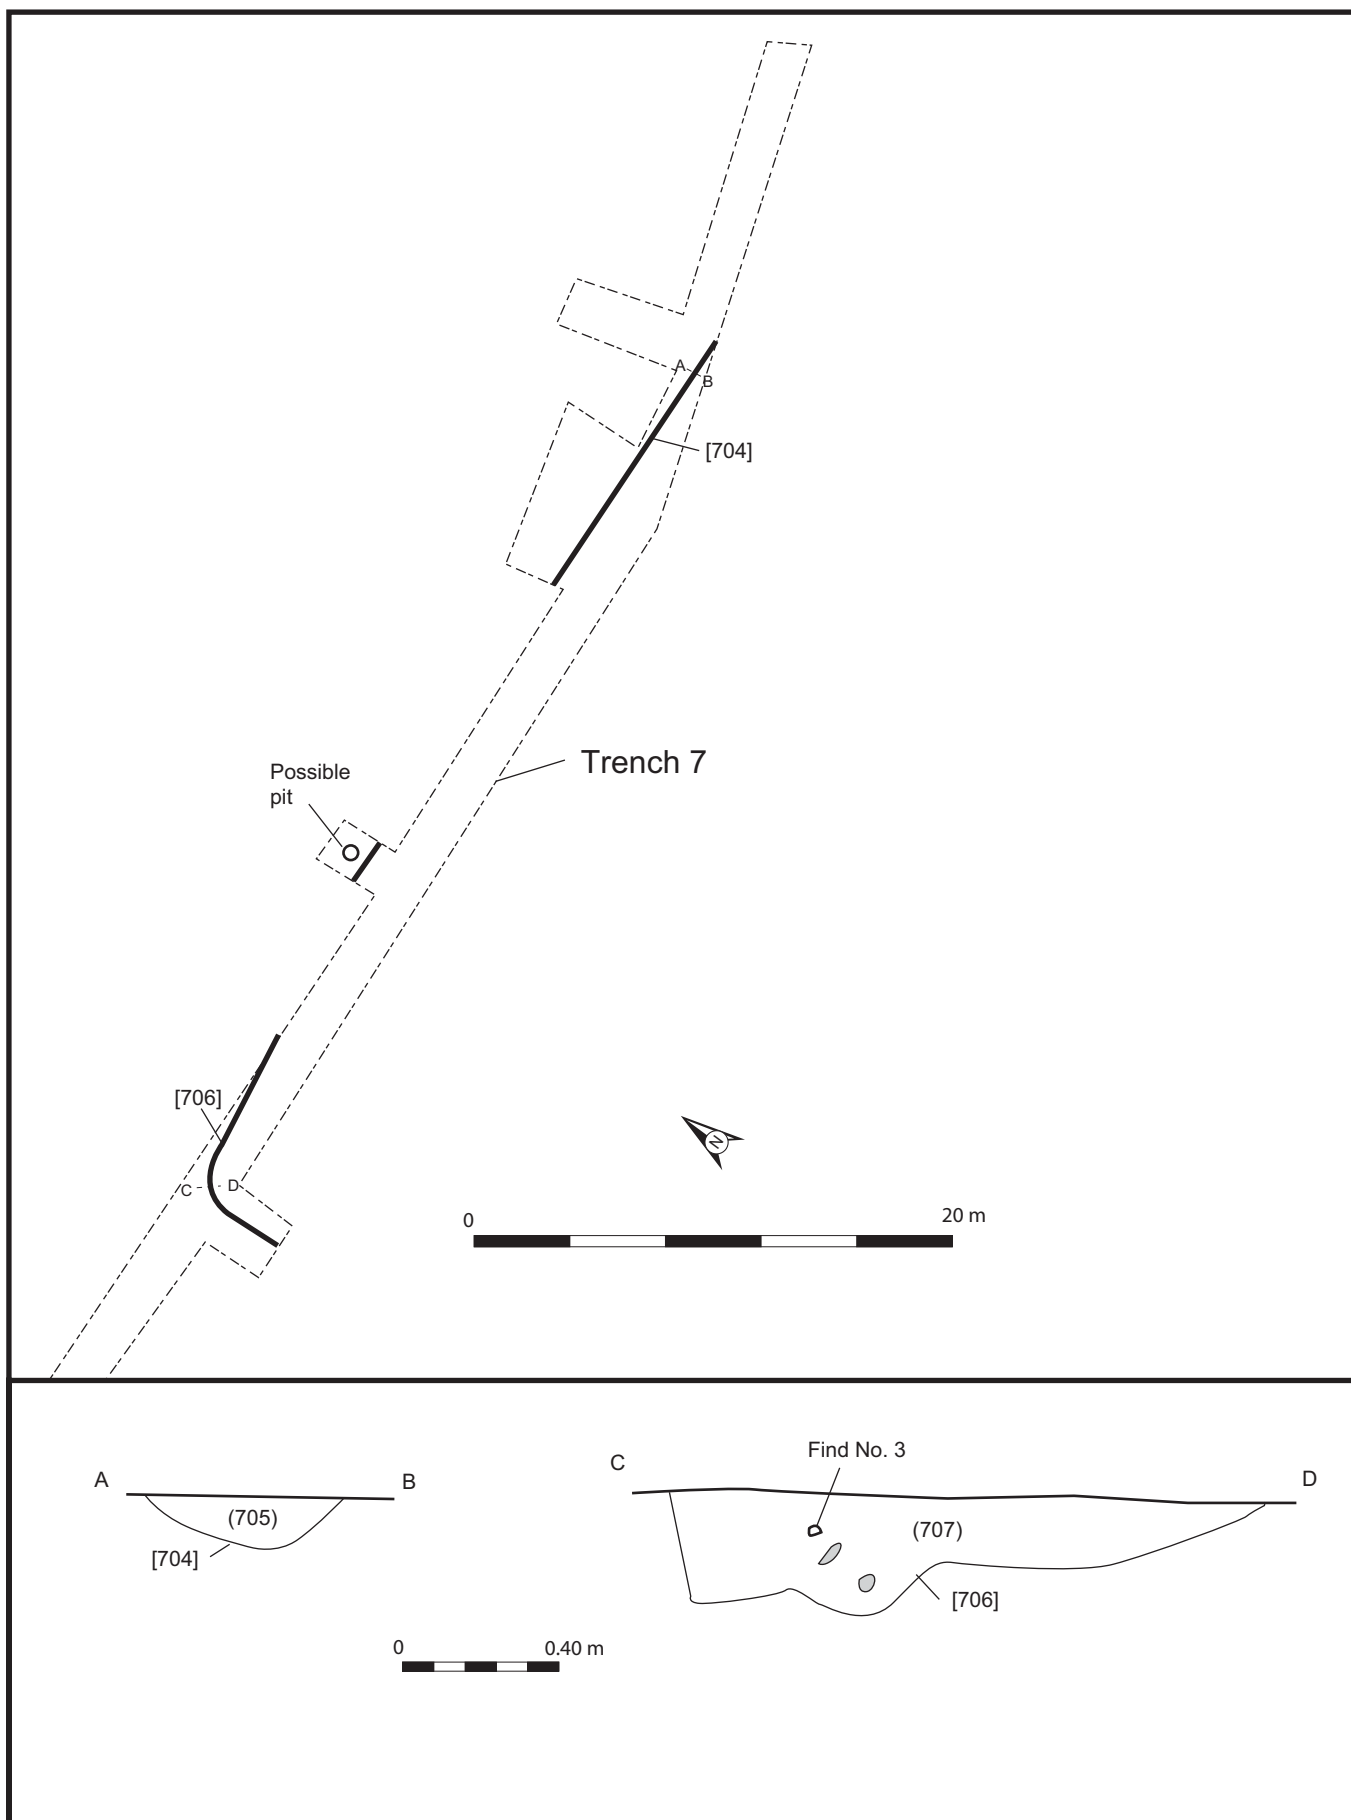 A
B
[704]
Trench 7
Possible
pit
[706]
C
D
N
0
20 m
A
B
(705)
[704]
C
Find No. 3
D
(707)
[706]
0
0.40 m